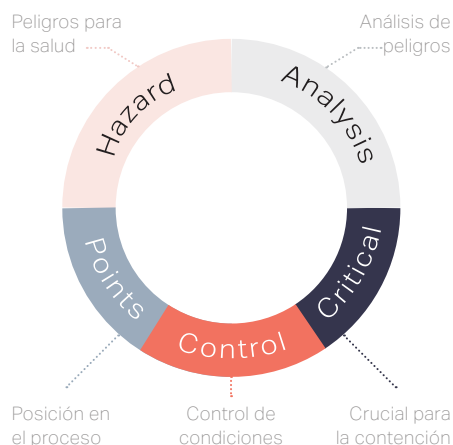 Peligros para
la salud
Análisis de
peligros
Hazard
Analysis
Critical
Control
Points
Posición en
el proceso
Control de
condiciones
Crucial para
la contención